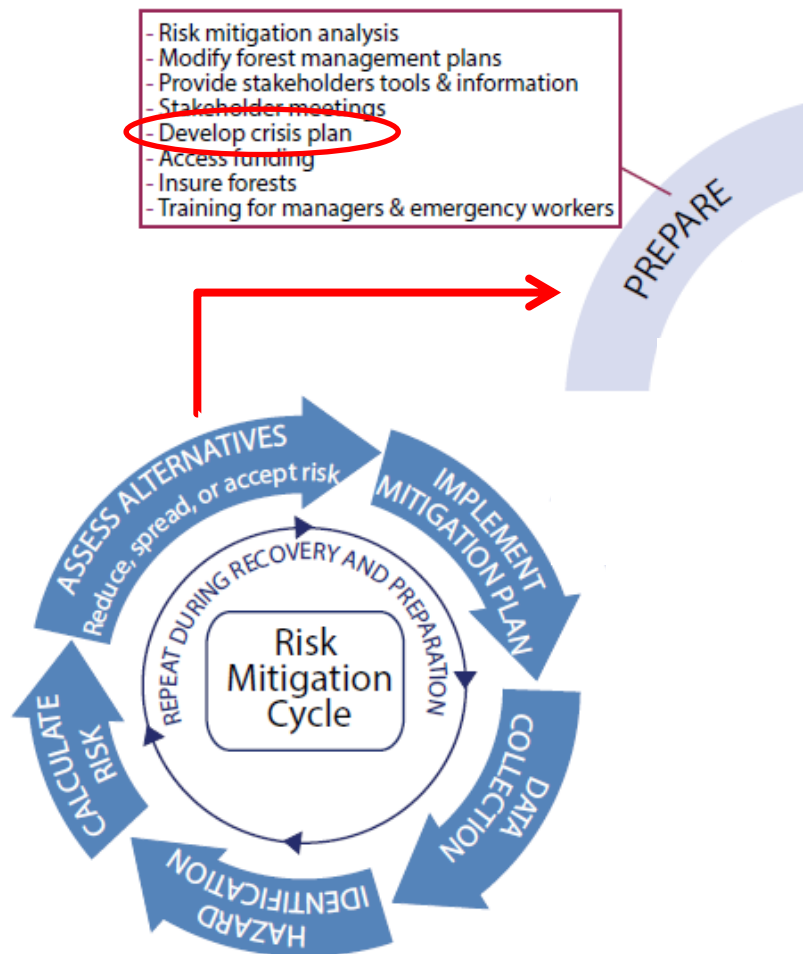 - Risk mitigation analysis
- Modify forest management plans
- Provide stakeholders tools & information
- Stakeholder meetings
- Develop crisis plan
- Access funding
- Insure forests
- Training for managers & emergency workers
PREPARE
ASSESS ALTERNATIVES
Reduce, spread, or accept risk
IMPLEMENT
MITIGATION PLAN
DATA
COLLECTION
HAZARD
IDENTIFICATION
CALCULATE
RISK
REPEAT DURING RECOVERY AND PREPARATION
Risk
Mitigation
Cycle